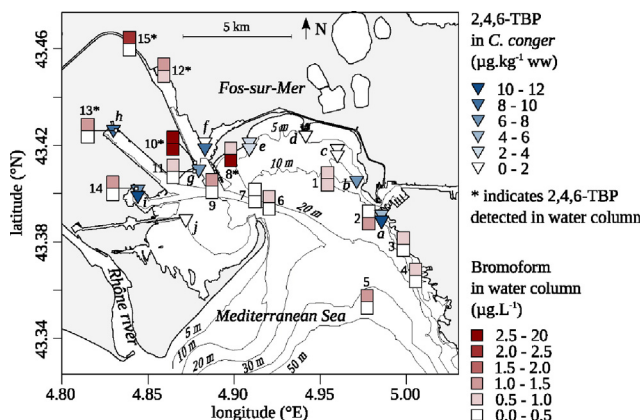 43.46
43.42
43.38
43.34
latitude (°N)
4.80
4.85
4.90
4.95
5.00
longitude (°E)
5 km
N
Fos-sur-Mer
Mediterranean Sea
Rhône river
15*
12*
13*
h
10*
f
e
d
c
b
a
g
8*
11
14
i
9
7
6
1
2
3
4
5
j
k
5 m
10 m
20 m
5 m
10 m
20 m
30 m
50 m
2,4,6-TBP
in C. conger
(µg.kg⁻¹ ww)
10 - 12
8 - 10
6 - 8
4 - 6
2 - 4
0 - 2
* indicates 2,4,6-TBP
detected in water column
Bromoform
in water column
(µg.L⁻¹)
2.5 - 20
2.0 - 2.5
1.5 - 2.0
1.0 - 1.5
0.5 - 1.0
0.0 - 0.5